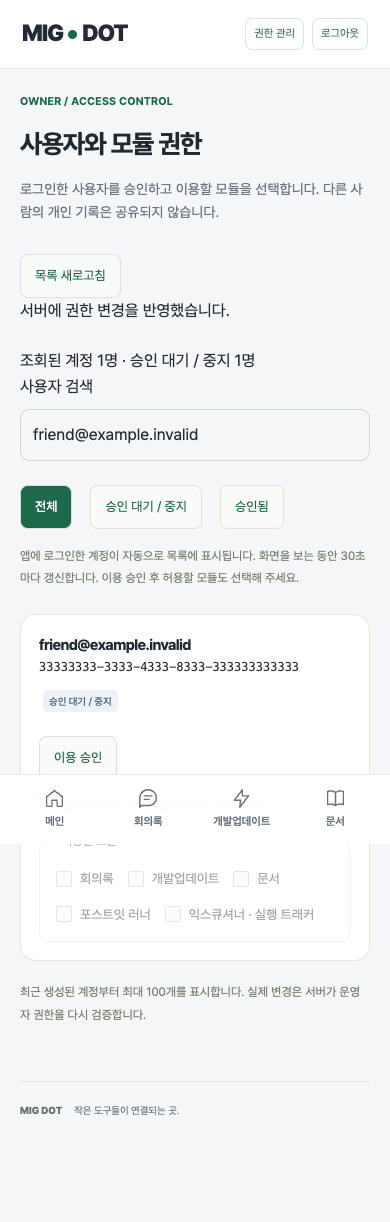 MIG DOT
권한 관리
로그아웃
OWNER / ACCESS CONTROL
사용자와 모듈 권한
로그인한 사용자를 승인하고 이용할 모듈을 선택합니다. 다른 사
람의 개인 기록은 공유되지 않습니다.
목록 새로고침
서버에 권한 변경을 반영했습니다.
조회된 계정 1명 · 승인 대기 / 중지 1명
사용자 검색
friend@example.invalid
전체
승인 대기 / 중지
승인됨
앱에 로그인한 계정이 자동으로 목록에 표시됩니다. 화면을 보는 동안 30초
마다 갱신합니다. 이용 승인 후 허용할 모듈도 선택해 주세요.
friend@example.invalid
33333333-3333-4333-8333-333333333333
승인 대기 / 중지
이용 승인
메인
회의록
개발업데이트
문서
회의록
개발업데이트
문서
포스트잇 러너
익스큐셔너 · 실행 트래커
최근 생성된 계정부터 최대 100개를 표시합니다. 실제 변경은 서버가 운영
자 권한을 다시 검증합니다.
MIG DOT 작은 도구들이 연결되는 곳.